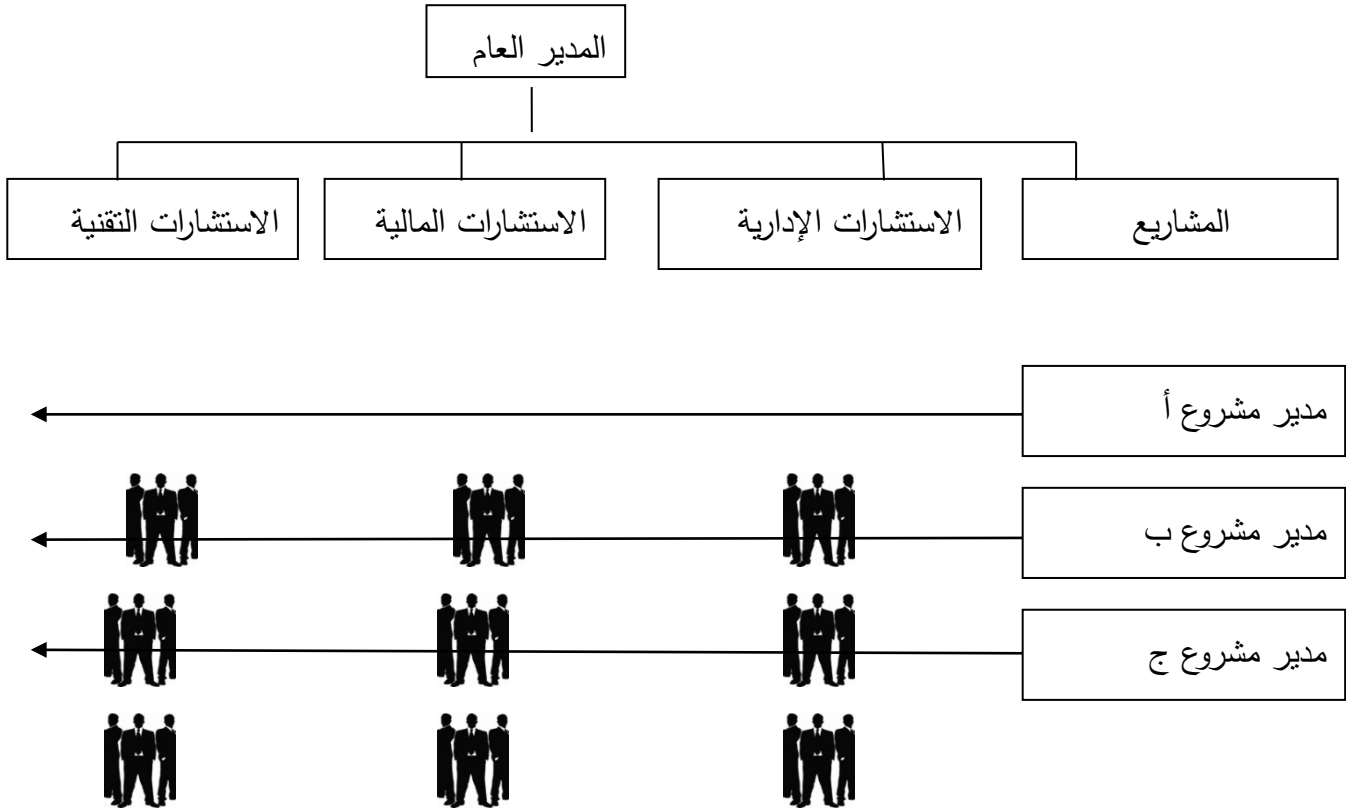 المدير العام
المشاريع
الاستشارات الإدارية
الاستشارات المالية
الاستشارات التقنية
مدير مشروع أ
مدير مشروع ب
مدير مشروع ج